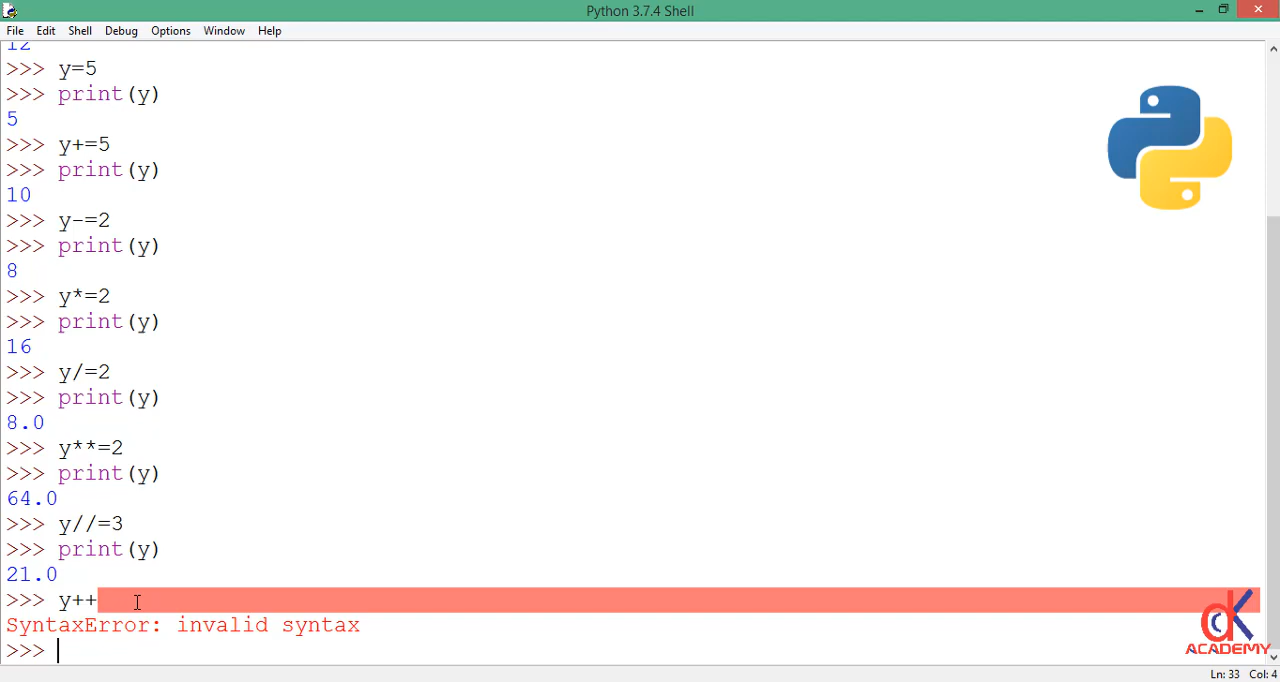 Python 3.7.4 Shell
File Edit Shell Debug Options Window Help
12
>>> y=5
>>> print(y)
5
>>> y+=5
>>> print(y)
10
>>> y-=2
>>> print(y)
8
>>> y*=2
>>> print(y)
16
>>> y/=2
>>> print(y)
8.0
>>> y**=2
>>> print(y)
64.0
>>> y//=3
>>> print(y)
21.0
>>> y++
SyntaxError: invalid syntax
>>>
dK
ACADEMY
Ln: 33 Col: 4